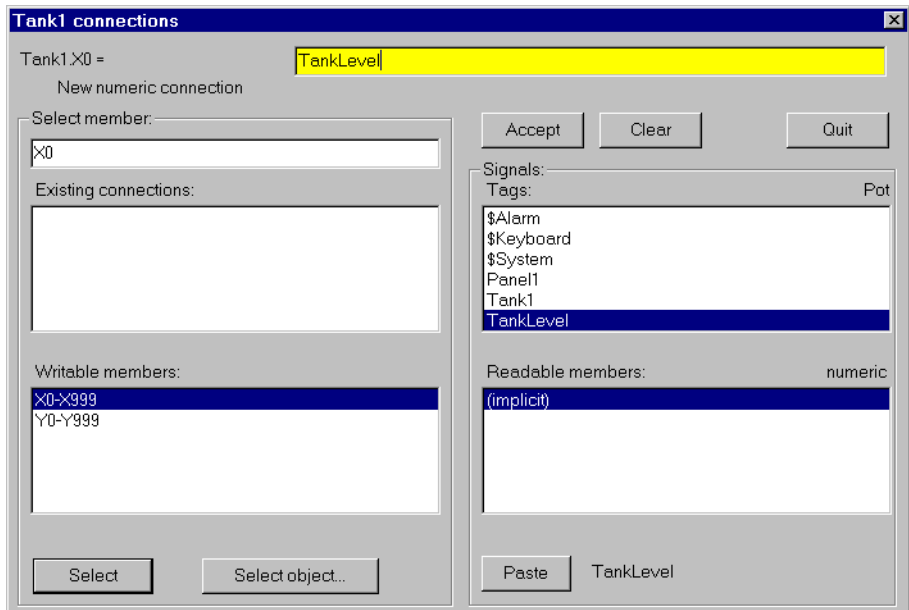 Tank1 connections
Tank1.X0 =
TankLevel
New numeric connection
Select member:
X0
Existing connections:
Writable members:
X0-X999
Y0-Y999
Select
Select object...
Accept
Clear
Quit
Signals:
Tags:
Pot
$Alarm
$Keyboard
$System
Panel1
Tank1
TankLevel
Readable members:
numeric
(implicit)
Paste
TankLevel